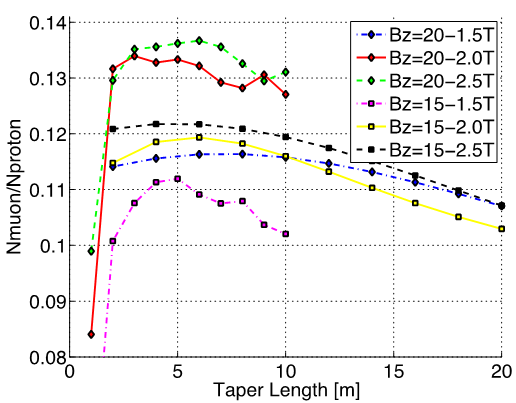 0.14
0.13
0.12
0.11
0.1
0.09
0.08
Nmuon/Nproton
Bz=20−1.5T
Bz=20−2.0T
Bz=20−2.5T
Bz=15−1.5T
Bz=15−2.0T
Bz=15−2.5T
0 5 10 15 20
Taper Length [m]